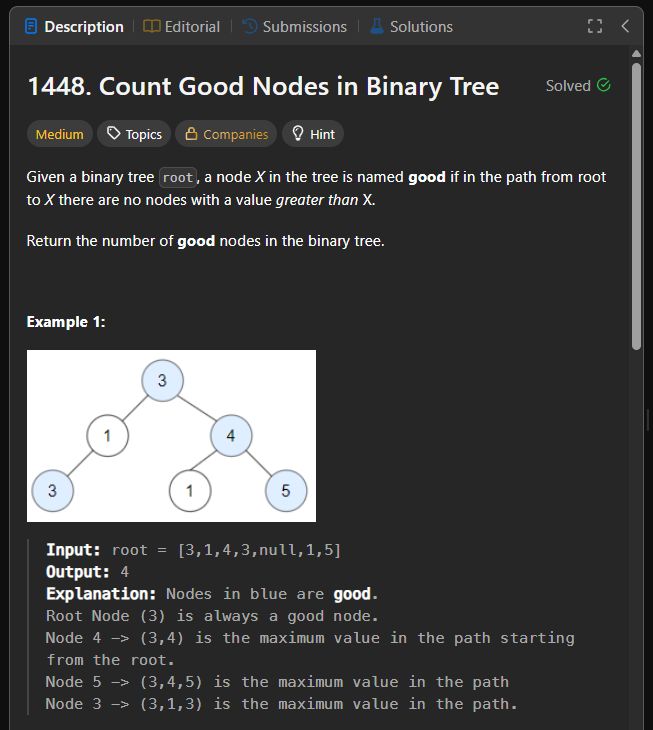 Description
Editorial
Submissions
Solutions
1448. Count Good Nodes in Binary Tree
Solved
Medium
Topics
Companies
Hint
Given a binary tree root, a node X in the tree is named good if in the path from root
to X there are no nodes with a value greater than X.
Return the number of good nodes in the binary tree.
Example 1:
3
1
4
3
1
5
Input: root = [3,1,4,3,null,1,5]
Output: 4
Explanation: Nodes in blue are good.
Root Node (3) is always a good node.
Node 4 -> (3,4) is the maximum value in the path starting
from the root.
Node 5 -> (3,4,5) is the maximum value in the path
Node 3 -> (3,1,3) is the maximum value in the path.